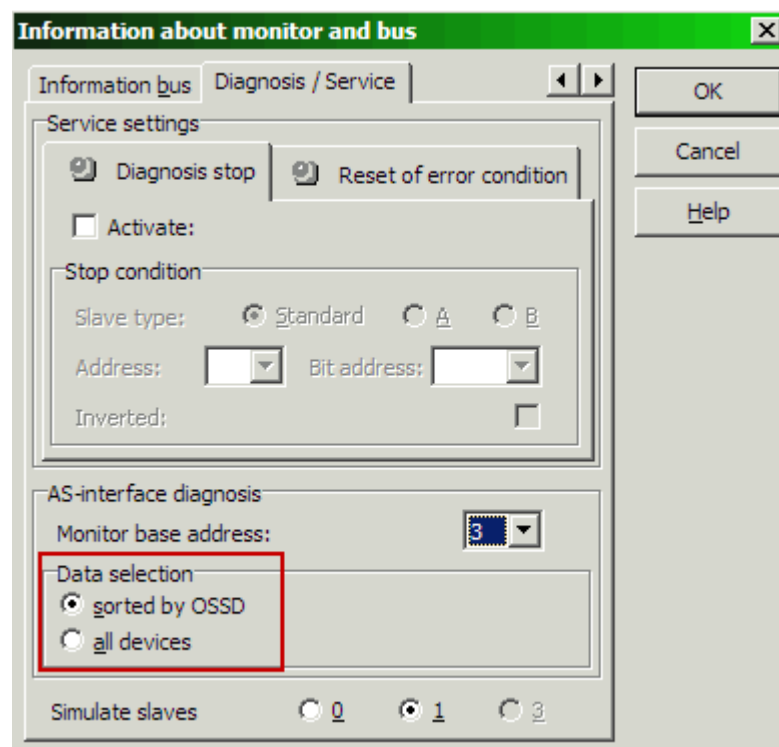 Information about monitor and bus
Information bus
Diagnosis / Service
OK
Cancel
Help
Service settings
Diagnosis stop
Reset of error condition
Activate:
Stop condition
Slave type:
Standard
A
B
Address:
Bit address:
Inverted:
AS-interface diagnosis
Monitor base address:
3
Data selection
sorted by OSSD
all devices
Simulate slaves
0
1
3